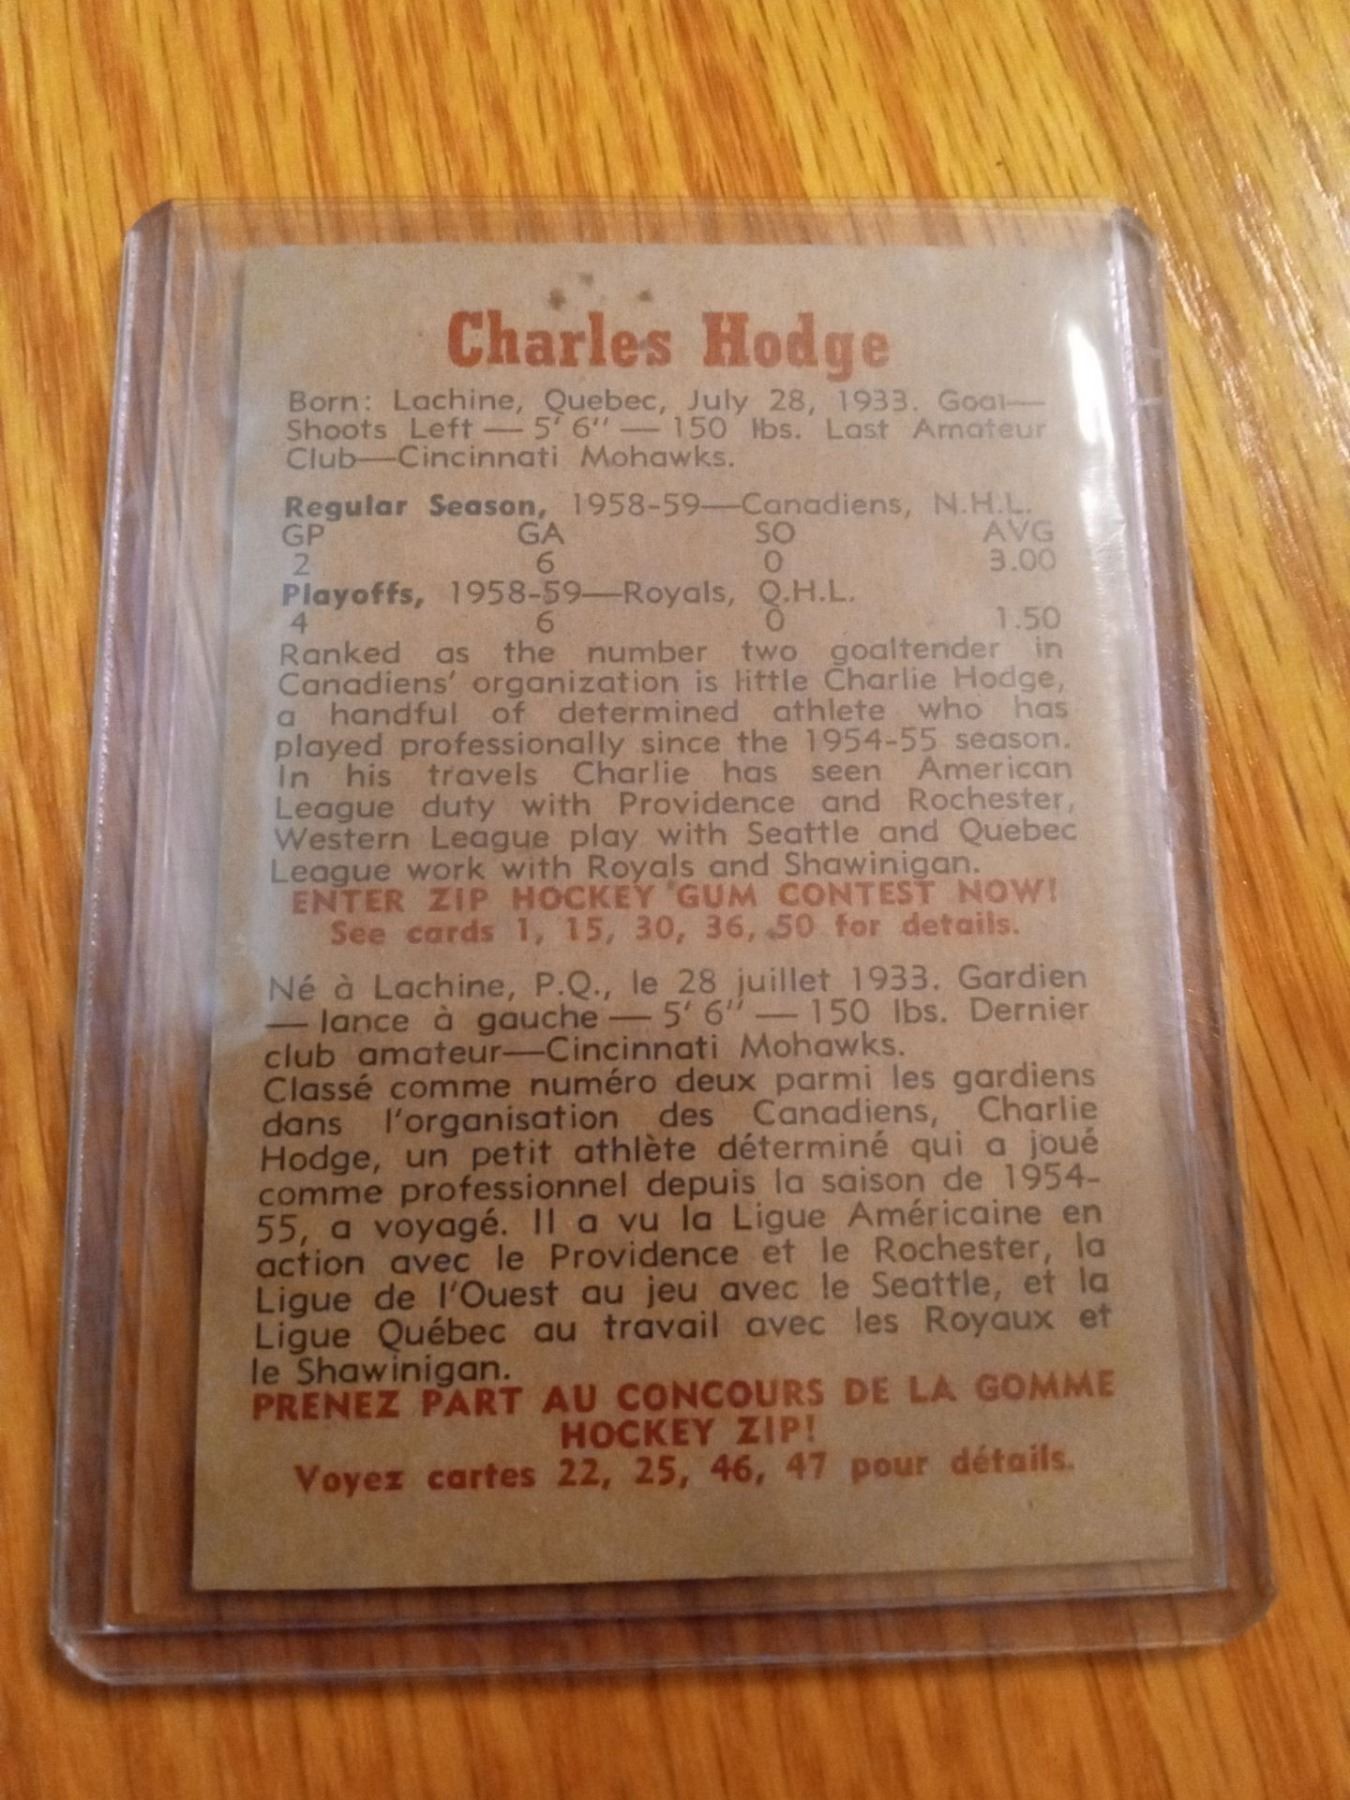 Charles Hodge
Born: Lachine, Quebec, July 28, 1933. Goal—
Shoots Left — 5' 6'' — 150 lbs. Last Amateur
Club—Cincinnati Mohawks.
Regular Season, 1958-59—Canadiens, N.H.L.
GP GA SO AVG
2 6 0 3.00
Playoffs, 1958-59—Royals, Q.H.L.
4 6 0 1.50
Ranked as the number two goaltender in
Canadiens' organization is little Charlie Hodge,
a handful of determined athlete who has
played professionally since the 1954-55 season.
In his travels Charlie has seen American
League duty with Providence and Rochester,
Western League play with Seattle and Quebec
League work with Royals and Shawinigan.
ENTER ZIP HOCKEY GUM CONTEST NOW!
See cards 1, 15, 30, 36, 50 for details.
Né à Lachine, P.Q., le 28 juillet 1933. Gardien
— lance à gauche — 5' 6'' — 150 lbs. Dernier
club amateur—Cincinnati Mohawks.
Classé comme numéro deux parmi les gardiens
dans l'organisation des Canadiens, Charlie
Hodge, un petit athlète déterminé qui a joué
comme professionnel depuis la saison de 1954-
55, a voyagé. Il a vu la Ligue Américaine en
action avec le Providence et le Rochester, la
Ligue de l'Ouest au jeu avec le Seattle, et la
Ligue Québec au travail avec les Royaux et
le Shawinigan.
PRENEZ PART AU CONCOURS DE LA GOMME
HOCKEY ZIP!
Voyez cartes 22, 25, 46, 47 pour détails.